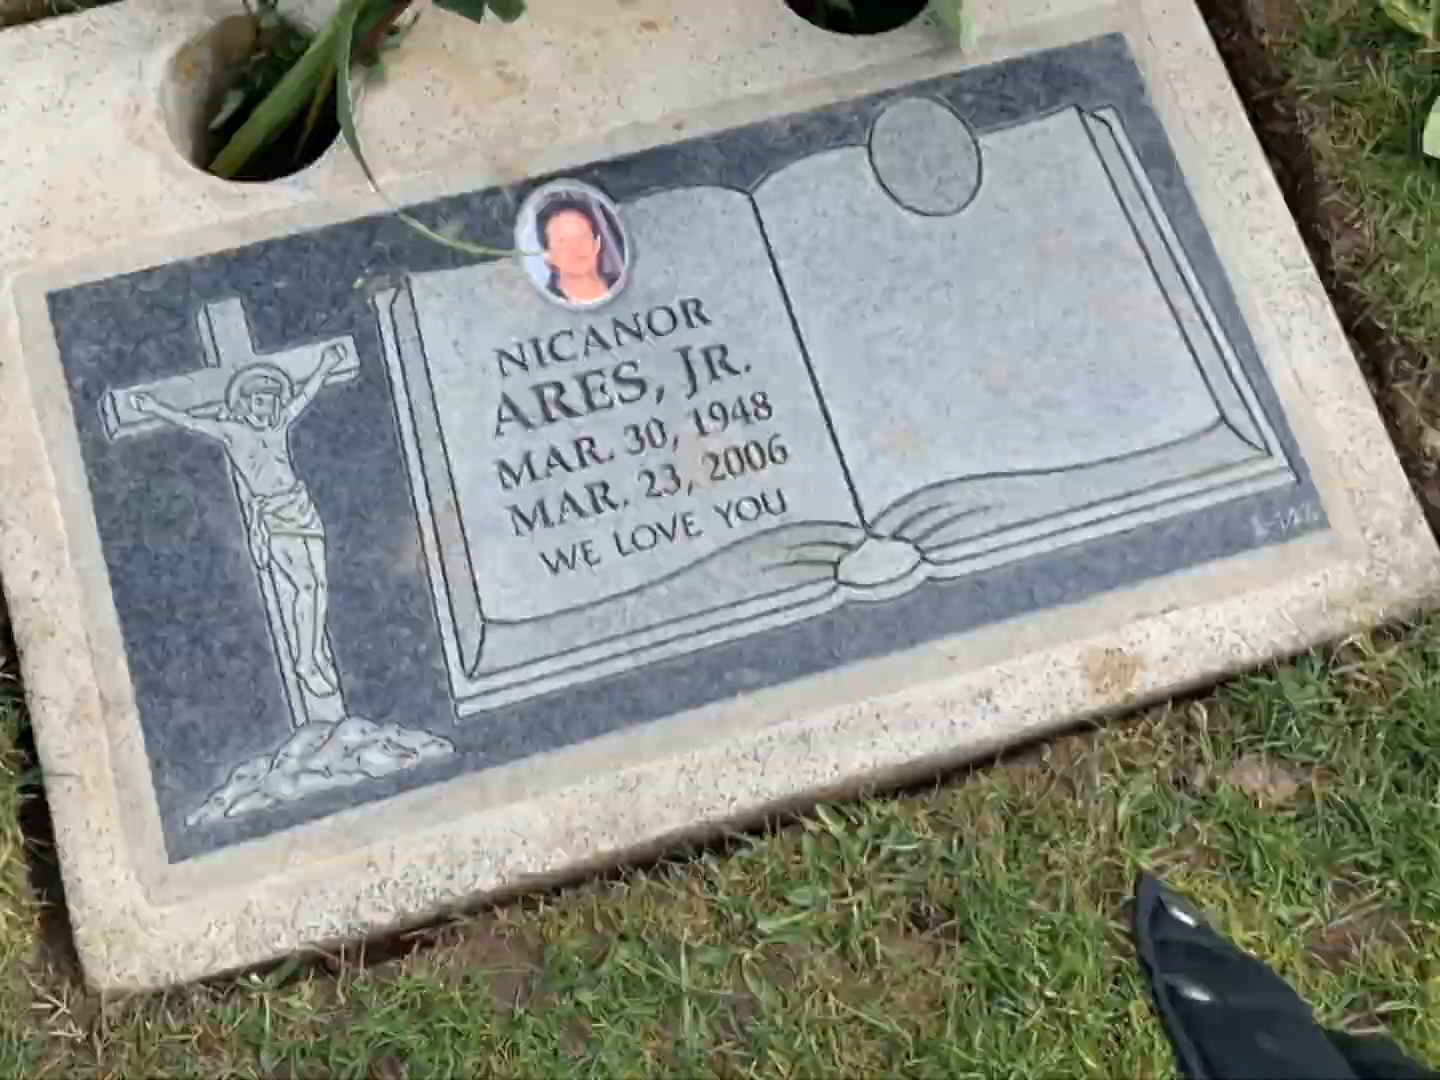 NICANOR
ARES, JR.
MAR. 30, 1948
MAR. 23, 2006
WE LOVE YOU